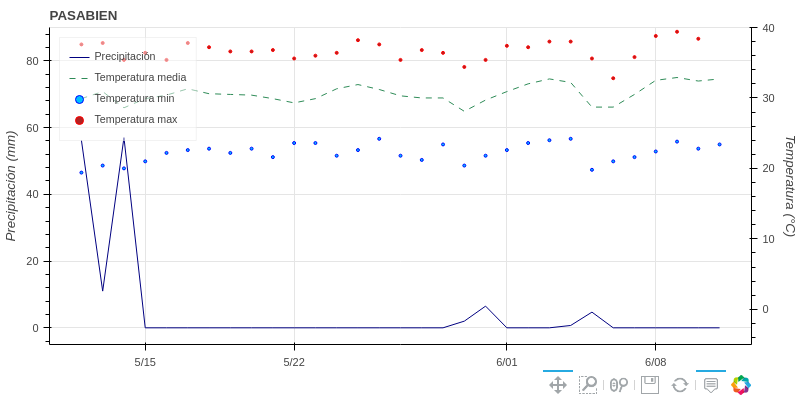 PASABIEN
Precipitación
Temperatura media
Temperatura min
Temperatura max
Precipitación (mm)
80
60
40
20
0
Temperatura (°C)
40
30
20
10
0
5/15
5/22
6/01
6/08